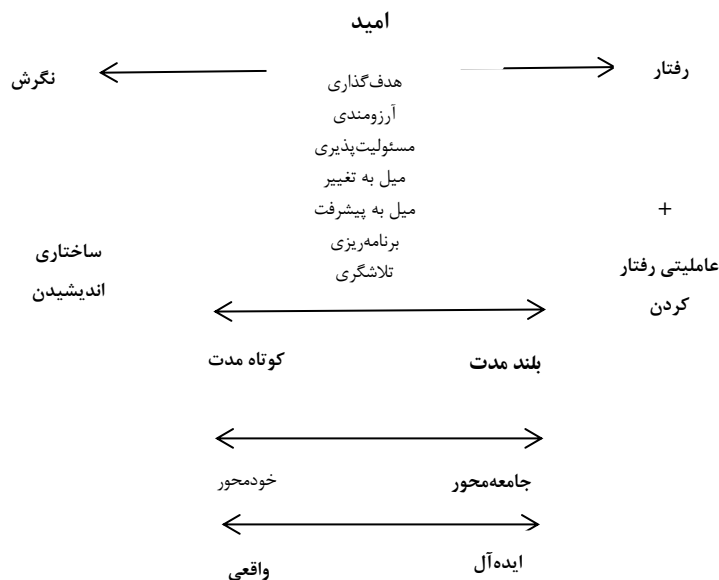 امید
رفتار
نگرش
هدف‌گذاری
آرزومندی
مسئولیت‌پذیری
میل به تغییر
میل به پیشرفت
برنامه‌ریزی
تلاشگری
+
عاملیتی رفتار
کردن
ساختاری
اندیشیدن
بلند مدت
کوتاه مدت
جامعه‌محور
خودمحور
ایده‌آل
واقعی